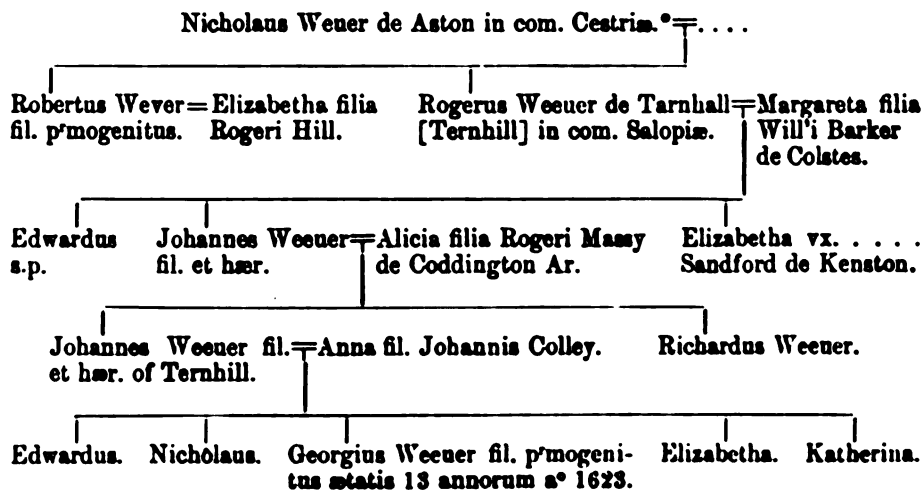 Nicholaus Weuer de Aston in com. Cestriæ.*=. . . .
Robertus Wever=Elizabetha filia
fil. pʳmogenitus. Rogeri Hill.
Rogerus Weeuer de Tarnhall=Margareta filia
[Ternhill] in com. Salopiæ. Will'i Barker
de Colstes.
Edwardus
s.p.
Johannes Weeuer=Alicia filia Rogeri Massy
fil. et hær. de Coddington Ar.
Elizabetha vx. . . . . .
Sandford de Kenston.
Johannes Weeuer fil.=Anna fil. Johannis Colley.
et hær. of Ternhill.
Richardus Weeuer.
Edwardus. Nicholaus. Georgius Weeuer fil. pʳmogeni-
tus ætatis 13 annorum aº 1623.
Elizabetha. Katherina.